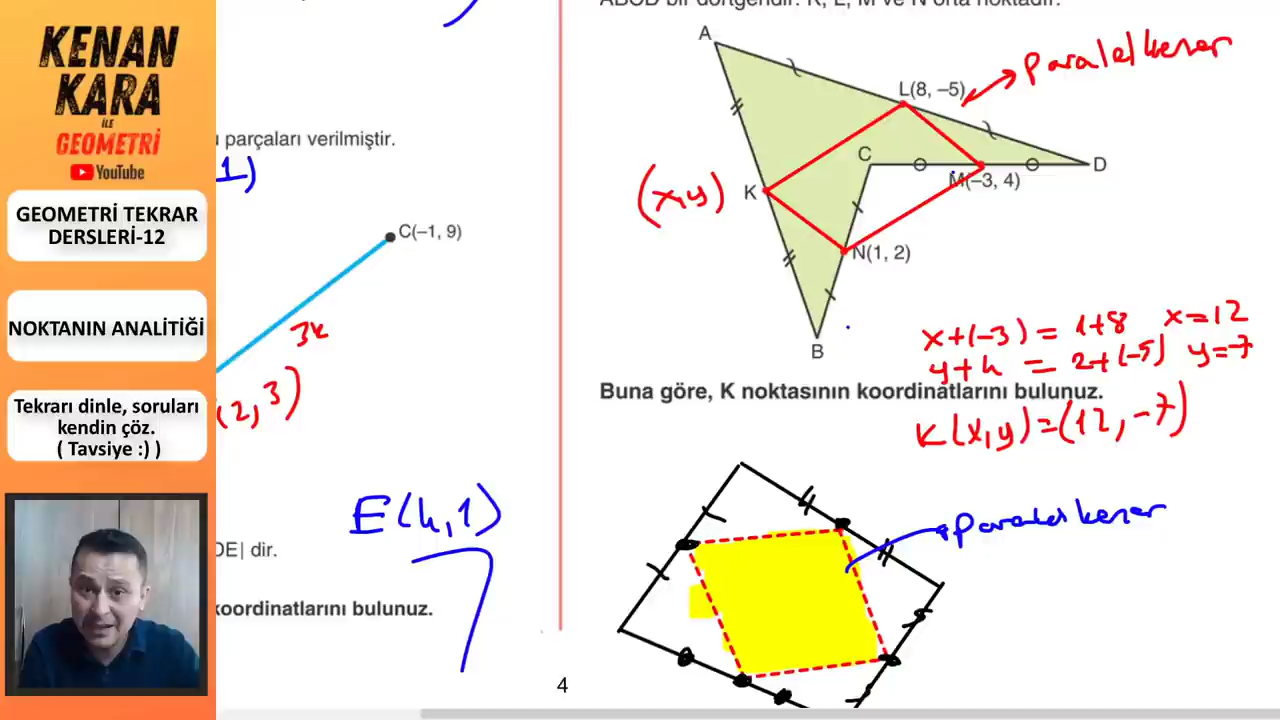 KENAN
KARA
İLE
GEOMETRİ
YouTube
GEOMETRİ TEKRAR
DERSLERİ-12
NOKTANIN ANALİTİĞİ
Tekrarı dinle, soruları
kendin çöz.
( Tavsiye :) )
parçaları verilmiştir.
1)
C(–1, 9)
3k
(2, 3)
E(4,1)
DE| dir.
koordinatlarını bulunuz.
ABCD bir dörtgendir. K, L, M ve N orta noktadır.
A
L(8, –5)
paralelkenar
C
D
M(–3, 4)
(x,y)
K
N(1, 2)
B
x+(-3) = 1+8 x=12
y+4 = 2+(-5) y=-7
Buna göre, K noktasının koordinatlarını bulunuz.
K(x,y)=(12,-7)
paralelkenar
4